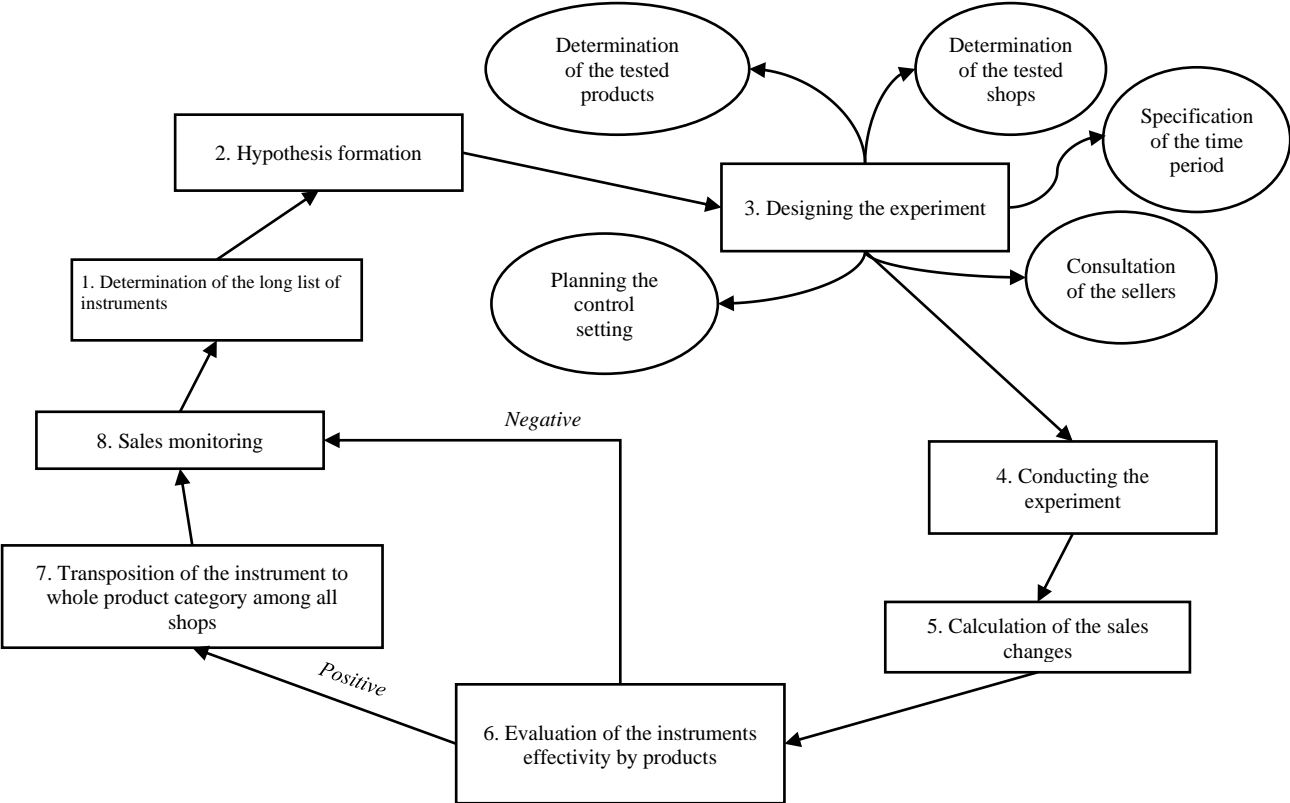 Determination
of the tested
products
Determination
of the tested
shops
Specification
of the time
period
2. Hypothesis formation
3. Designing the experiment
1. Determination of the long list of
instruments
Planning the
control
setting
Consultation
of the sellers
Negative
8. Sales monitoring
4. Conducting the
experiment
7. Transposition of the instrument to
whole product category among all
shops
5. Calculation of the sales
changes
Positive
6. Evaluation of the instruments
effectivity by products